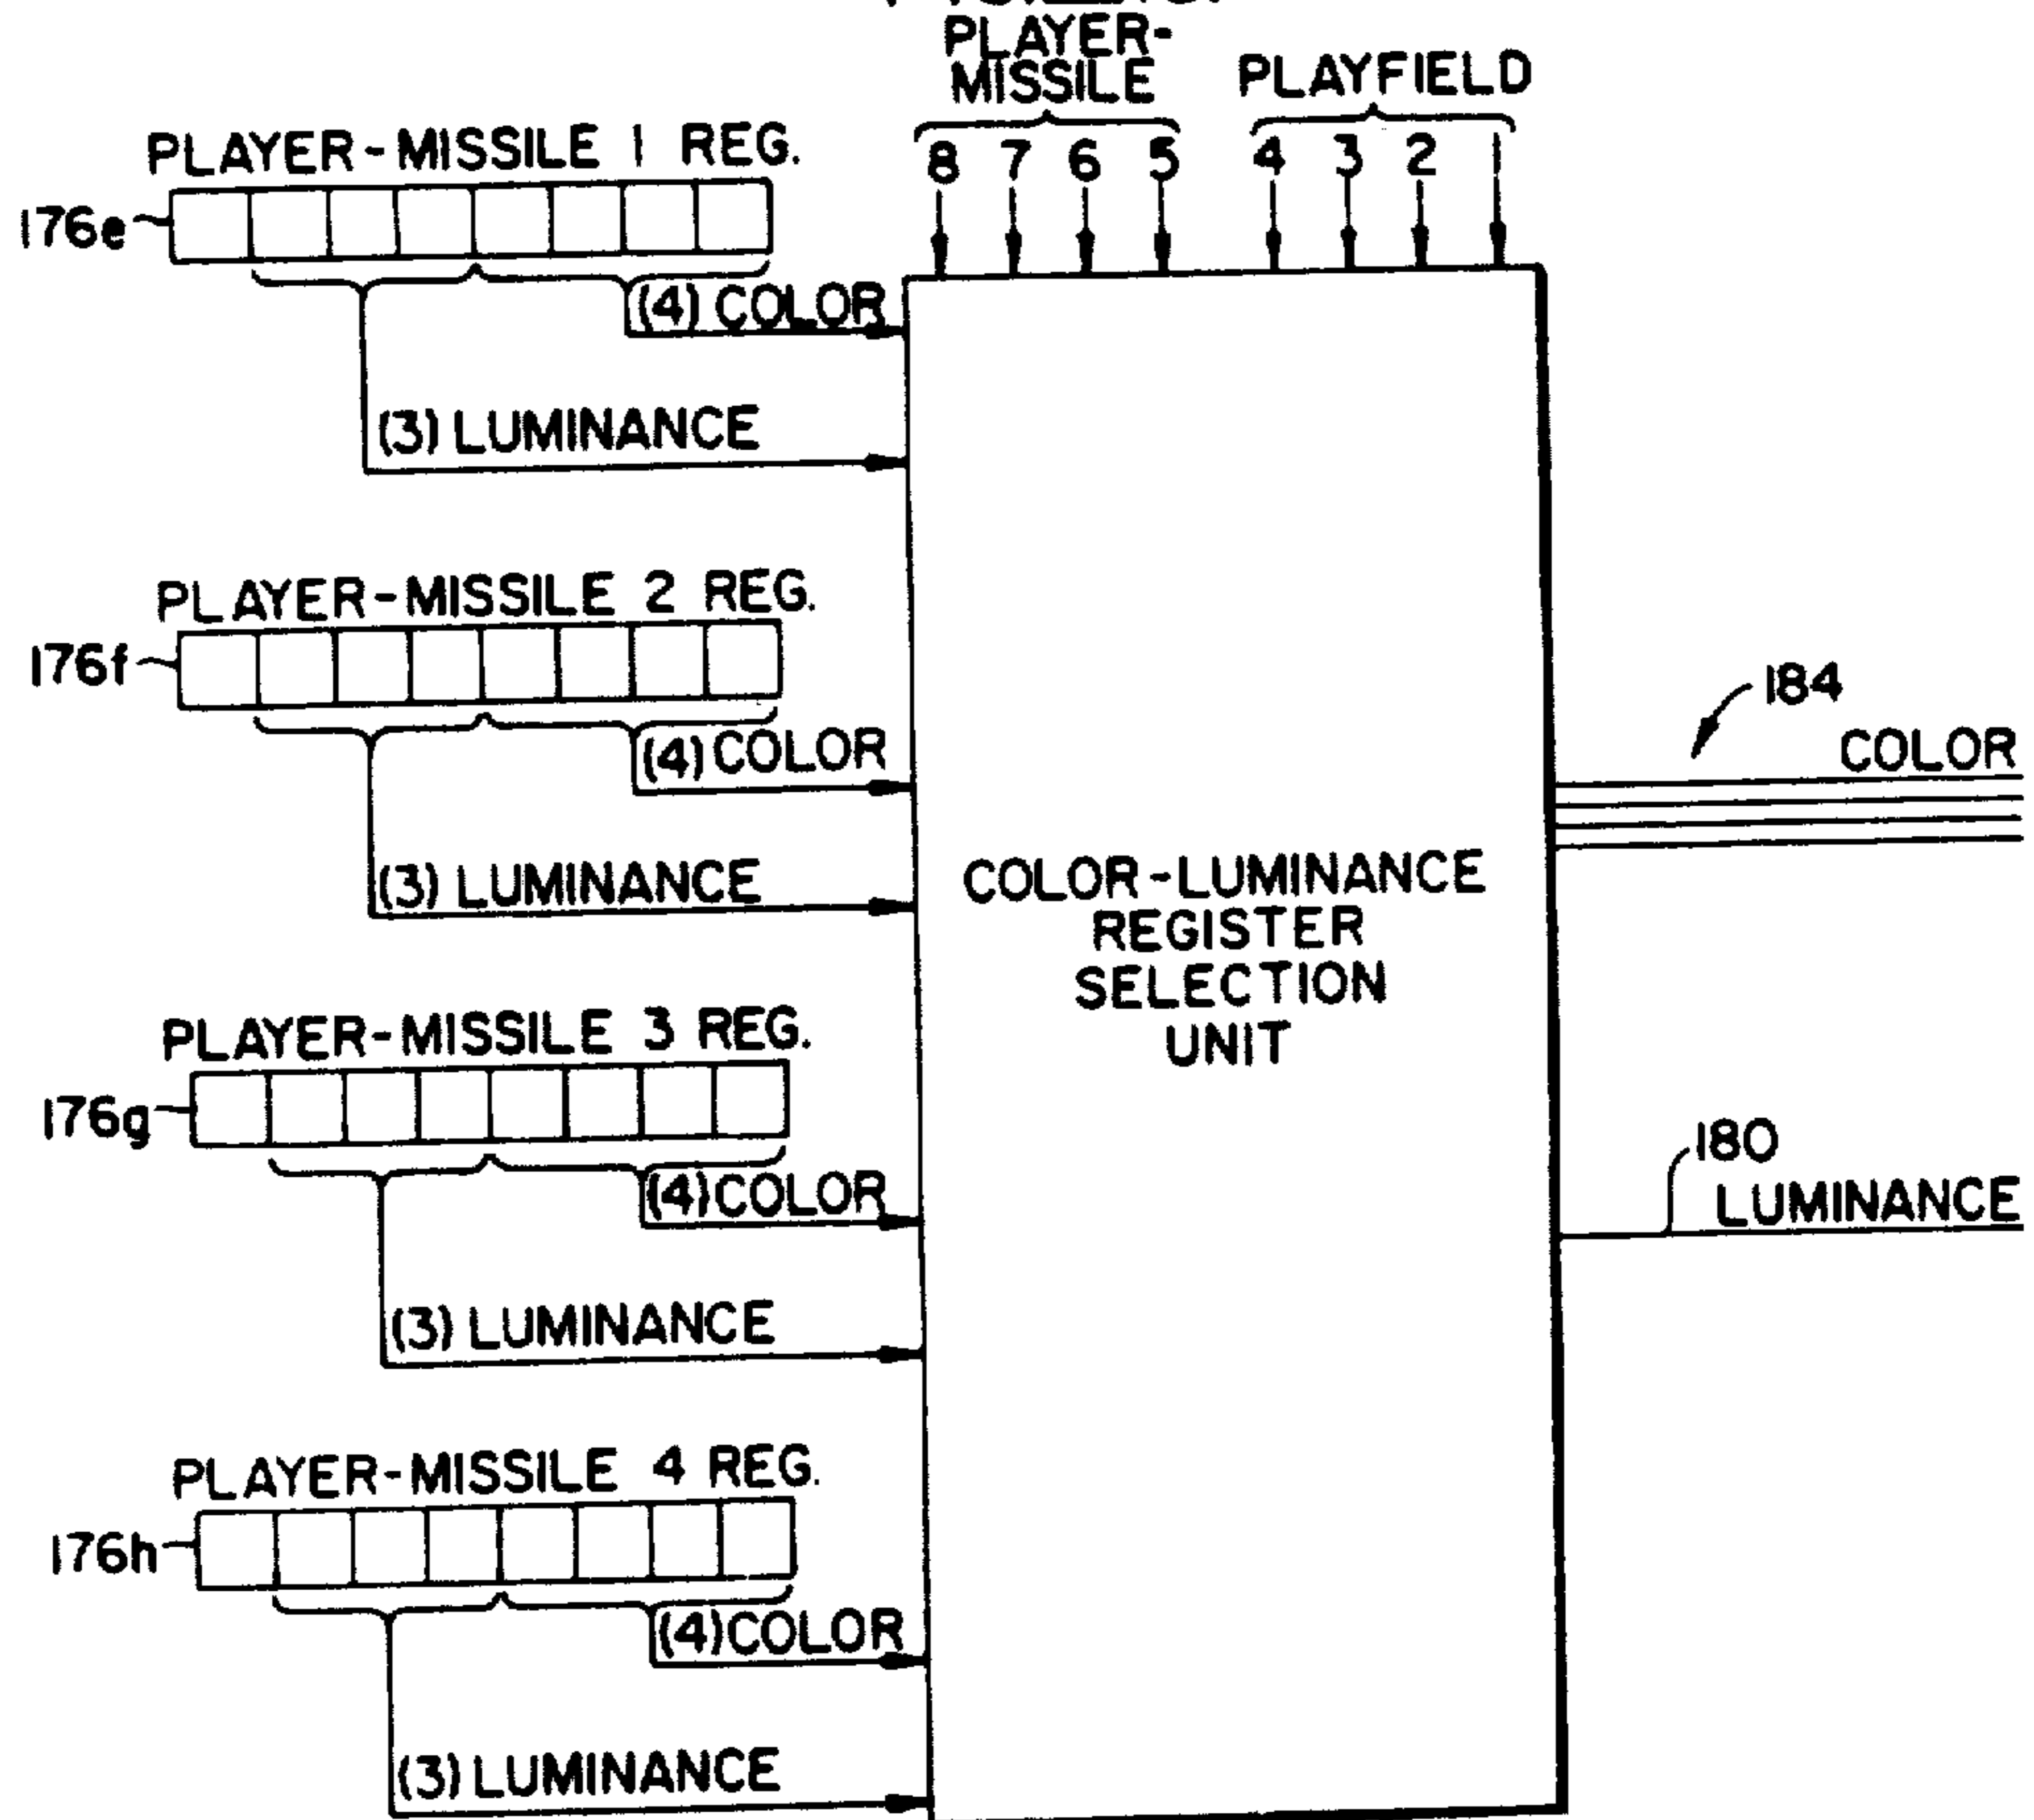 PLAYER-
MISSILE
PLAYFIELD
8 7 6 5 4 3 2 1
PLAYER-MISSILE 1 REG.
176e
(4) COLOR
(3) LUMINANCE
PLAYER-MISSILE 2 REG.
176f
(4) COLOR
(3) LUMINANCE
184
COLOR
COLOR-LUMINANCE
REGISTER
SELECTION
UNIT
PLAYER-MISSILE 3 REG.
176g
(4) COLOR
180
LUMINANCE
(3) LUMINANCE
PLAYER-MISSILE 4 REG.
176h
(4) COLOR
(3) LUMINANCE